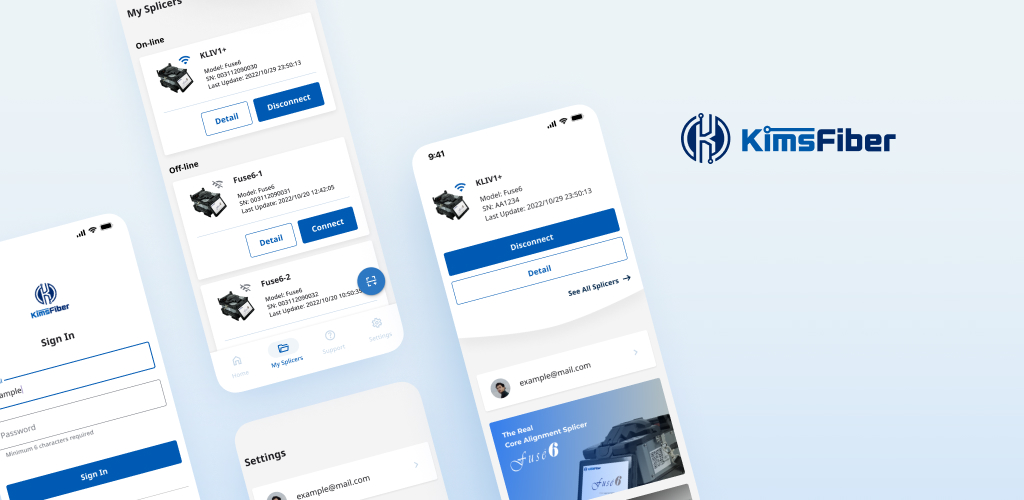 My Splicers
On-line
KLIV1+
Model: Fuse6
SN: 003112090030
Last Update: 2022/10/29 23:50:13
Detail
Disconnect
Off-line
Fuse6-1
Model: Fuse6
SN: 003112090031
Last Update: 2022/10/20 12:42:05
Detail
Connect
Fuse6-2
Model: Fuse6
SN: 003112090032
Last Update: 2022/10/20 10:50:35
Home
My Splicers
Support
Settings
KimsFiber
Sign In
ample
Password
Minimum 6 characters required
Sign In
Settings
example@mail.com
9:41
KLIV1+
Model: Fuse6
SN: AA1234
Last Update: 2022/10/29 23:50:13
Disconnect
Detail
See All Splicers
example@mail.com
The Real
Core Alignment Splicer
Fuse 6
Fuse6
KimsFiber